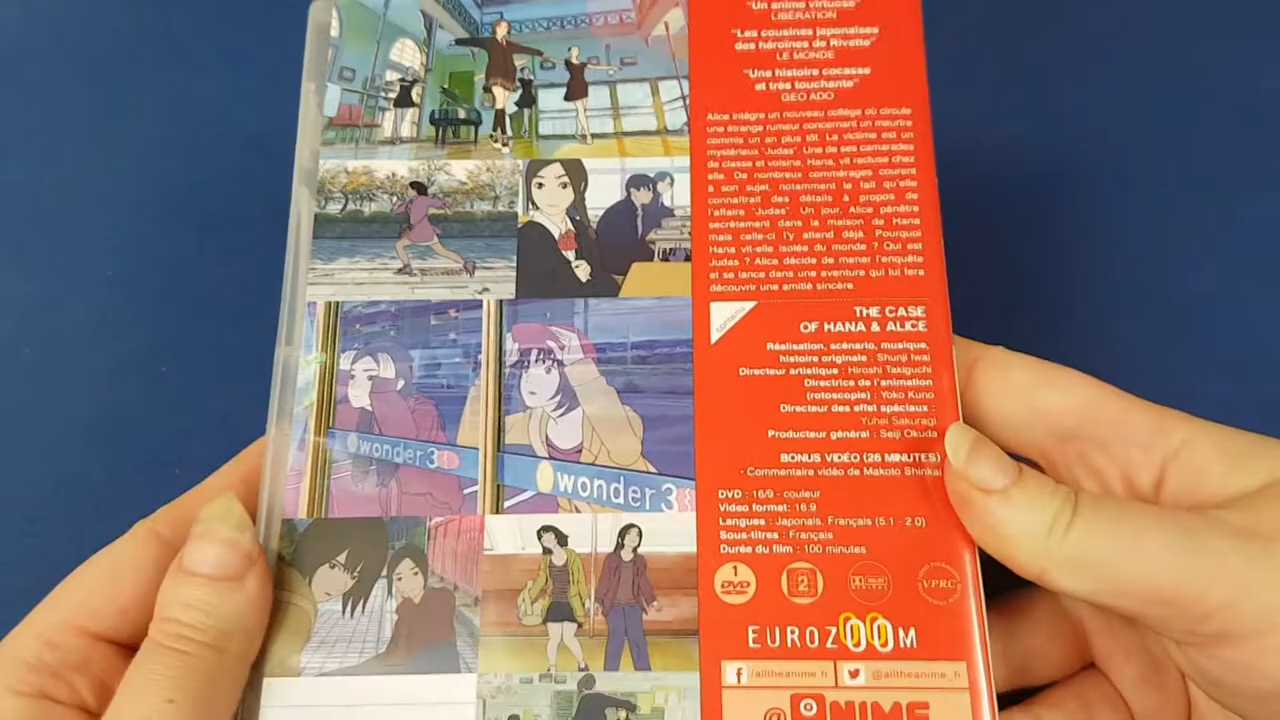 "Un anime virtuose"
LIBÉRATION
"Les cousines japonaises
des héroïnes de Rivette"
LE MONDE
"Une histoire cocasse
et très touchante"
GEO ADO
Alice intègre un nouveau collège où circule
une étrange rumeur concernant un meurtre
commis un an plus tôt. La victime est un
mystérieux "Judas". Une de ses camarades
de classe et voisine, Hana, vit recluse chez
elle. De nombreux commérages courent
à son sujet, notamment le fait qu'elle
connaîtrait des détails à propos de
l'affaire "Judas". Un jour, Alice pénètre
secrètement dans la maison de Hana
mais celle-ci l'y attend déjà. Pourquoi
Hana vit-elle isolée du monde ? Qui est
Judas ? Alice décide de mener l'enquête
et se lance dans une aventure qui lui fera
découvrir une amitié sincère.
contenu
THE CASE
OF HANA & ALICE
Réalisation, scénario, musique,
histoire originale : Shunji Iwai
Directeur artistique : Hiroshi Takiguchi
Directrice de l'animation
(rotoscopie) : Yoko Kuno
Directeur des effet spéciaux :
Yuhei Sakuragi
Producteur général : Seiji Okuda
BONUS VIDÉO (26 MINUTES)
- Commentaire vidéo de Makoto Shinkai
DVD : 16/9 - couleur
Video format: 16:9
Langues : Japonais, Français (5.1 - 2.0)
Sous-titres : Français
Durée du film : 100 minutes
1
DVD
2
DOLBY
DIGITAL
VPRC
EUROZOOM
/alltheanime.fr
@alltheanime_fr
@ANIME
wonder3
wonder3